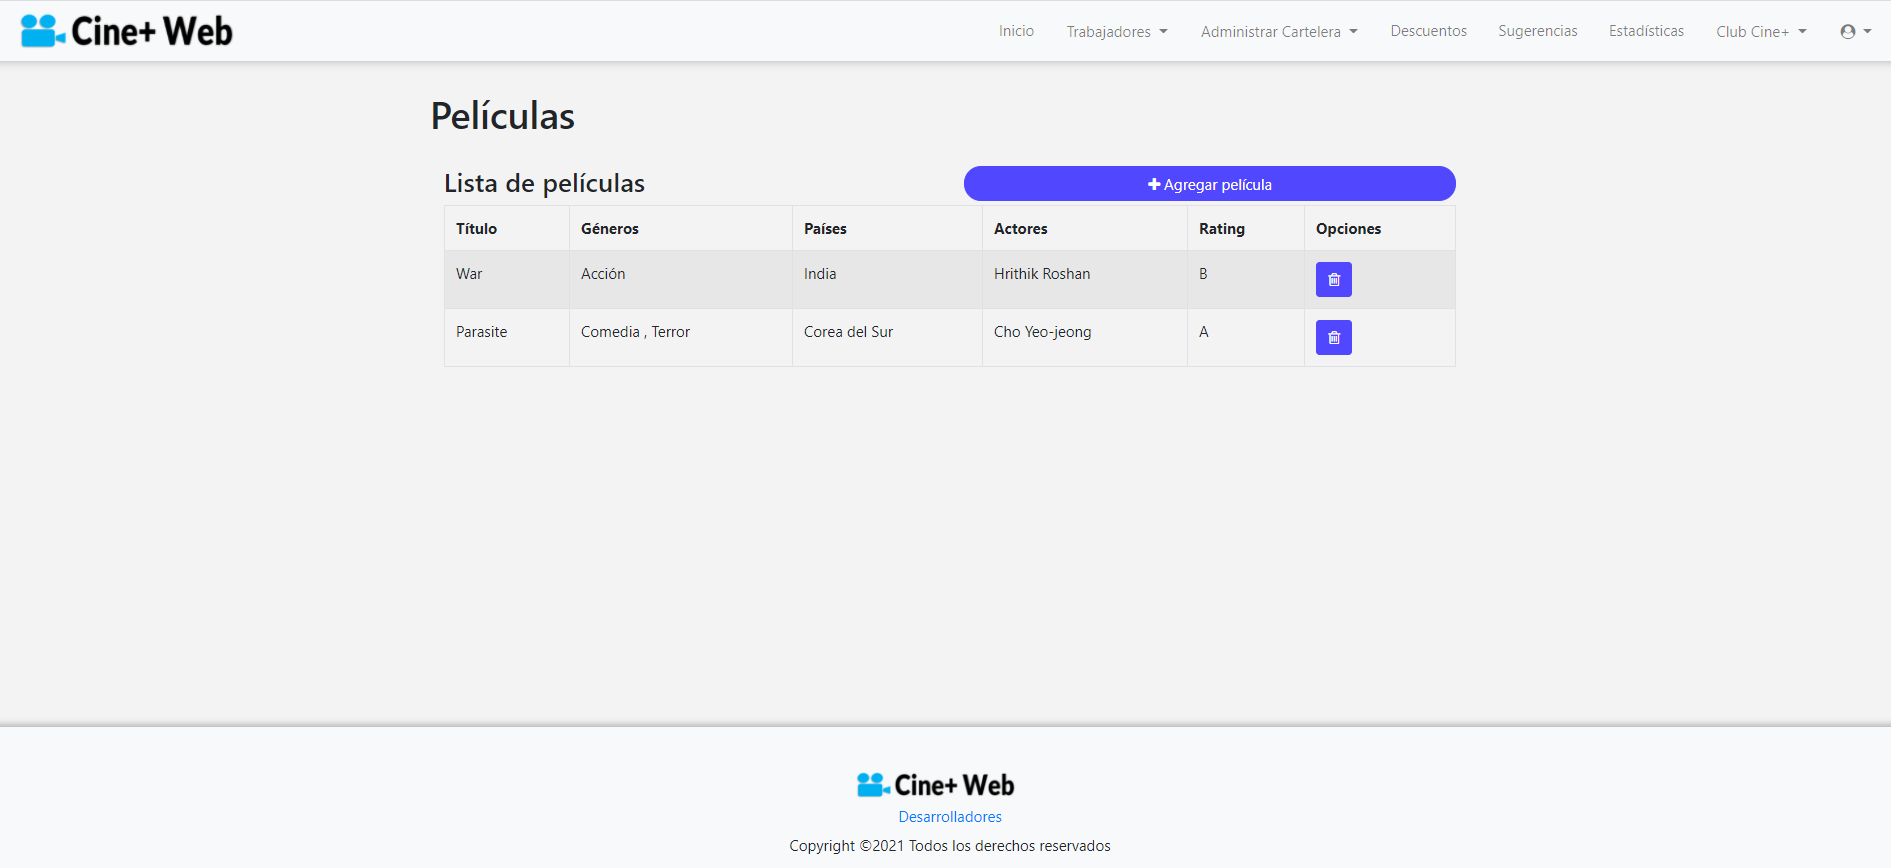 Cine+ Web
Inicio Trabajadores Administrar Cartelera Descuentos Sugerencias Estadísticas Club Cine+
Películas
Lista de películas
Agregar película
Título Géneros Países Actores Rating Opciones
War Acción India Hrithik Roshan B
Parasite Comedia , Terror Corea del Sur Cho Yeo-jeong A
Cine+ Web
Desarrolladores
Copyright ©2021 Todos los derechos reservados